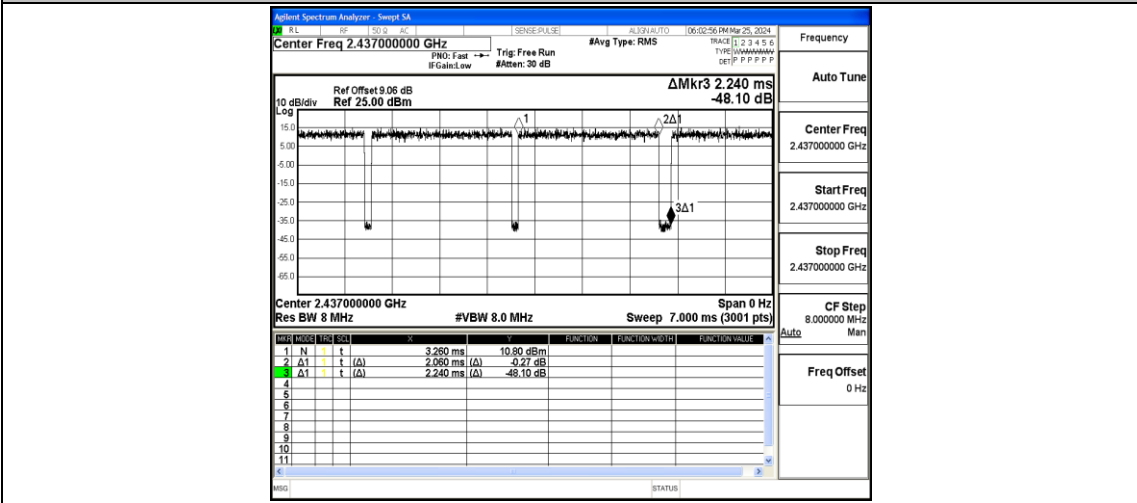 Agilent Spectrum Analyzer - Swept SA
RL RF 50 Ω AC SENSE:PULSE ALIGN AUTO 06:02:56 PM Mar 25, 2024
Center Freq 2.437000000 GHz #Avg Type: RMS TRACE 1 2 3 4 5 6
PNO: Fast Trig: Free Run TYPE
IFGain:Low #Atten: 30 dB DET P P P P P P
ΔMkr3 2.240 ms
-48.10 dB
Ref Offset 9.06 dB
10 dB/div Ref 25.00 dBm
Log
15.0
5.00
-5.00
-15.0
-25.0
-35.0
-45.0
-55.0
-65.0
1
2Δ1
3Δ1
Center 2.437000000 GHz Span 0 Hz
Res BW 8 MHz #VBW 8.0 MHz Sweep 7.000 ms (3001 pts)
MKR MODE TRC SCL X Y FUNCTION FUNCTION WIDTH FUNCTION VALUE
1 N 1 t 3.260 ms 10.80 dBm
2 Δ1 1 t (Δ) 2.060 ms (Δ) -0.27 dB
3 Δ1 1 t (Δ) 2.240 ms (Δ) -48.10 dB
4
5
6
7
8
9
10
11
MSG STATUS
Frequency
Auto Tune
Center Freq
2.437000000 GHz
Start Freq
2.437000000 GHz
Stop Freq
2.437000000 GHz
CF Step
8.000000 MHz
Auto Man
Freq Offset
0 Hz